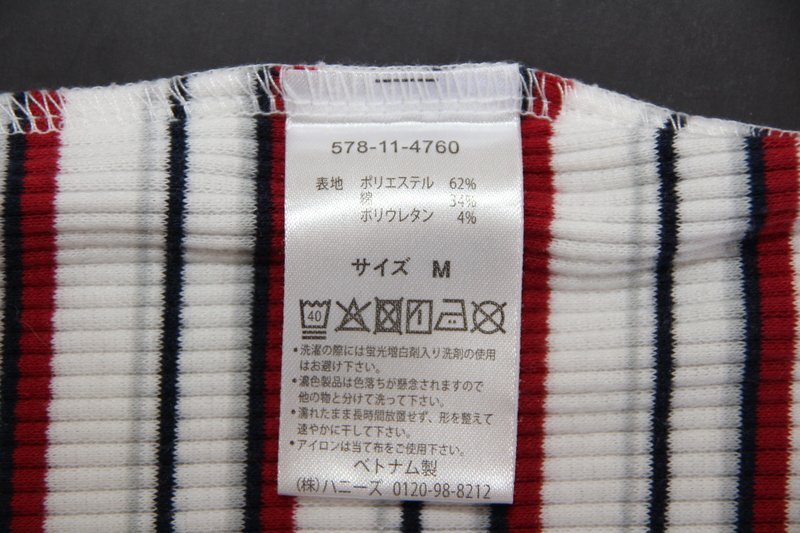 578-11-4760
表地 ポリエステル 62%
綿 34%
ポリウレタン 4%
サイズ M
40
•洗濯の際には蛍光増白剤入り洗剤の使用
はお避け下さい。
•濃色製品は色落ちが懸念されますので
他の物と分けて洗って下さい。
•濡れたまま長時間放置せず、形を整えて
速やかに干して下さい。
•アイロンは当て布をご使用下さい。
ベトナム製
(株)ハニーズ 0120-98-8212